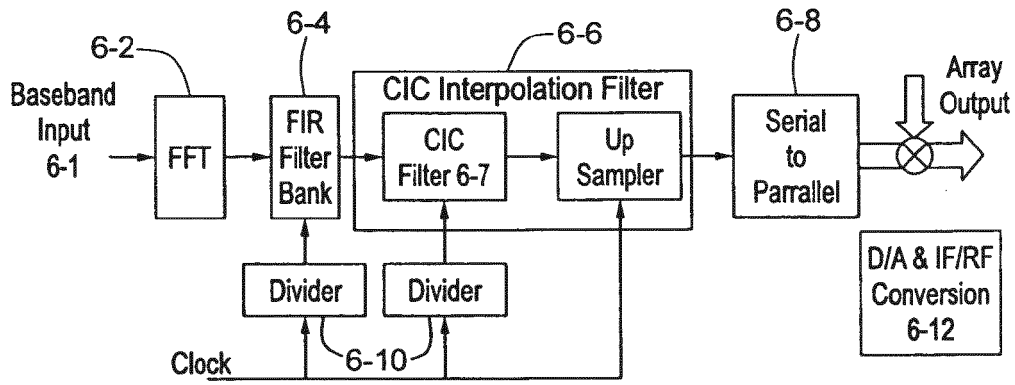 6-2
6-4
6-6
6-8
Baseband
Input
6-1
FFT
FIR
Filter
Bank
CIC Interpolation Filter
CIC
Filter 6-7
Up
Sampler
Serial
to
Parrallel
Array
Output
Divider
Divider
6-10
Clock
D/A & IF/RF
Conversion
6-12